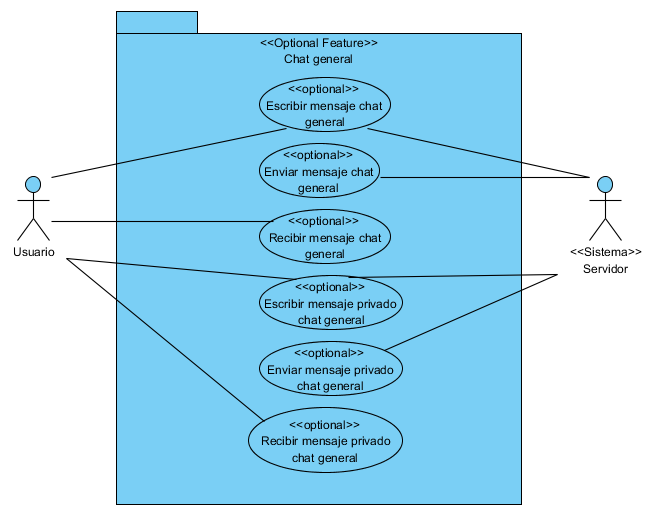 <<Optional Feature>>
Chat general
<<optional>>
Escribir mensaje chat
general
<<optional>>
Enviar mensaje chat
general
<<optional>>
Recibir mensaje chat
general
<<optional>>
Escribir mensaje privado
chat general
<<optional>>
Enviar mensaje privado
chat general
<<optional>>
Recibir mensaje privado
chat general
Usuario
<<Sistema>>
Servidor